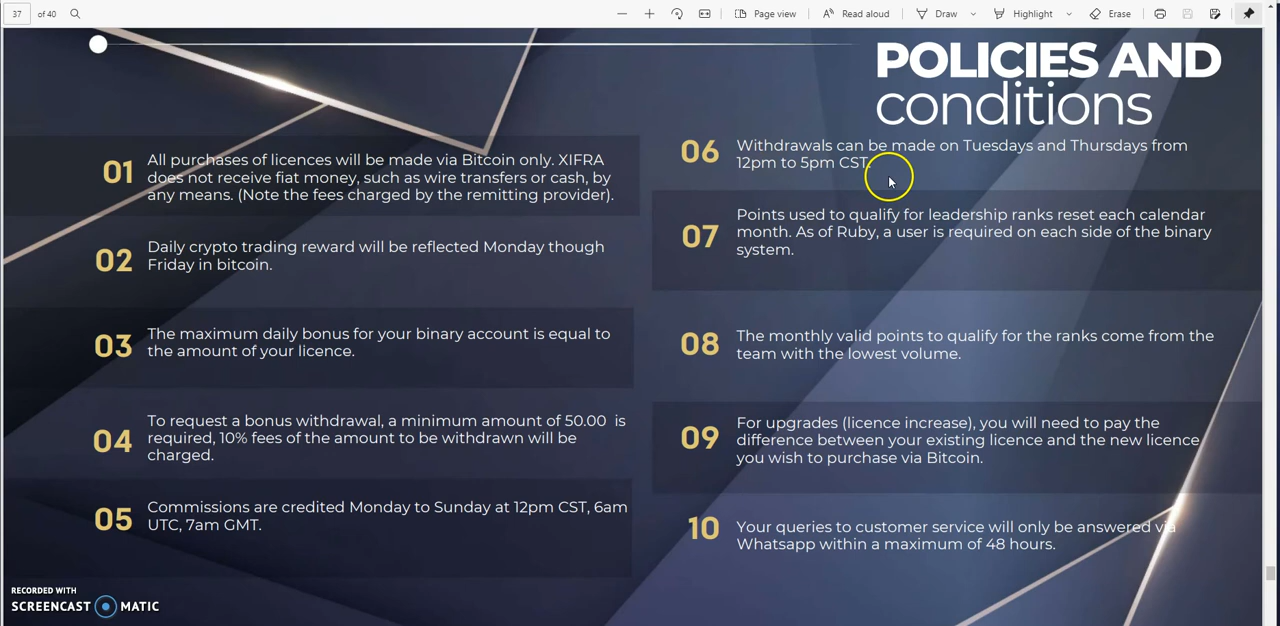 37 of 40 Page view Read aloud Draw Highlight Erase
POLICIES AND
conditions
01
All purchases of licences will be made via Bitcoin only. XIFRA
does not receive fiat money, such as wire transfers or cash, by
any means. (Note the fees charged by the remitting provider).
02
Daily crypto trading reward will be reflected Monday though
Friday in bitcoin.
03
The maximum daily bonus for your binary account is equal to
the amount of your licence.
04
To request a bonus withdrawal, a minimum amount of 50.00 is
required, 10% fees of the amount to be withdrawn will be
charged.
05
Commissions are credited Monday to Sunday at 12pm CST, 6am
UTC, 7am GMT.
06
Withdrawals can be made on Tuesdays and Thursdays from
12pm to 5pm CST.
07
Points used to qualify for leadership ranks reset each calendar
month. As of Ruby, a user is required on each side of the binary
system.
08
The monthly valid points to qualify for the ranks come from the
team with the lowest volume.
09
For upgrades (licence increase), you will need to pay the
difference between your existing licence and the new licence
you wish to purchase via Bitcoin.
10
Your queries to customer service will only be answered via
Whatsapp within a maximum of 48 hours.
RECORDED WITH
SCREENCAST MATIC